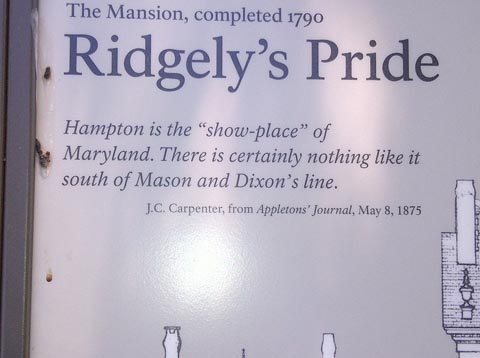 The Mansion, completed 1790
Ridgely’s Pride
Hampton is the “show-place” of
Maryland. There is certainly nothing like it
south of Mason and Dixon’s line.
J.C. Carpenter, from Appletons’ Journal, May 8, 1875